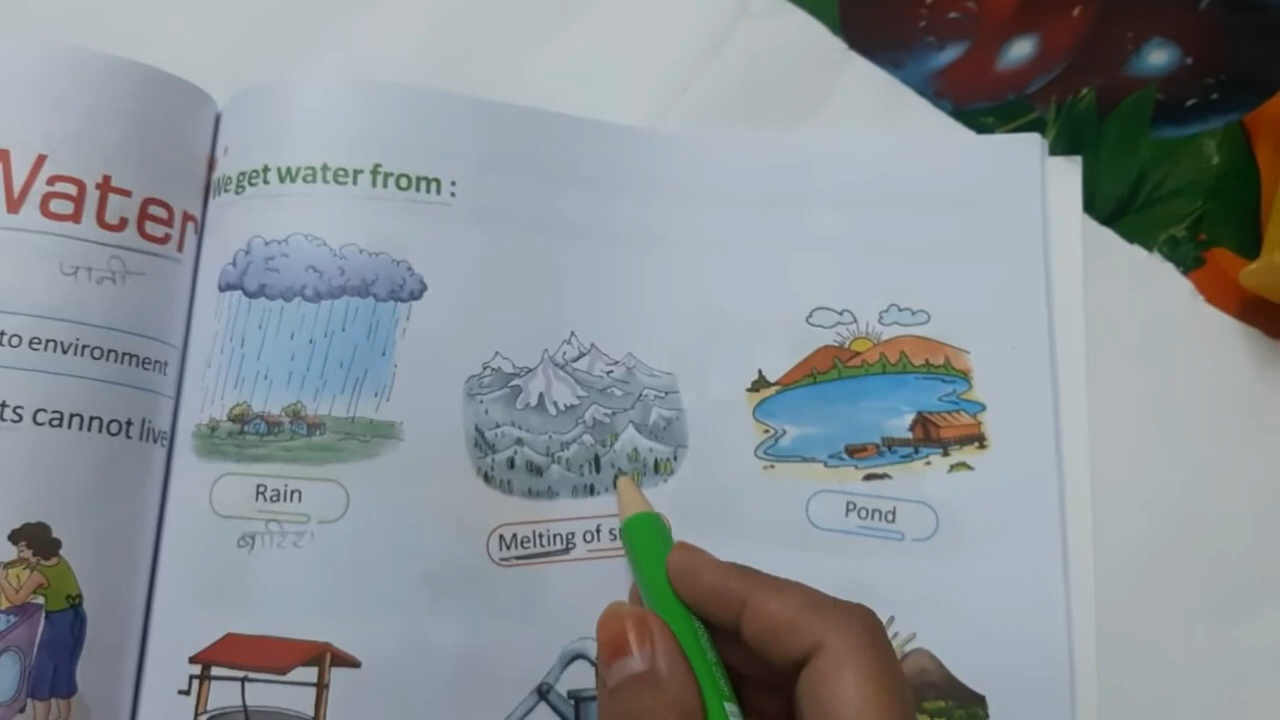 Water
पानी
to environment
ts cannot live
We get water from :
Rain
बारिश
Melting of
Pond